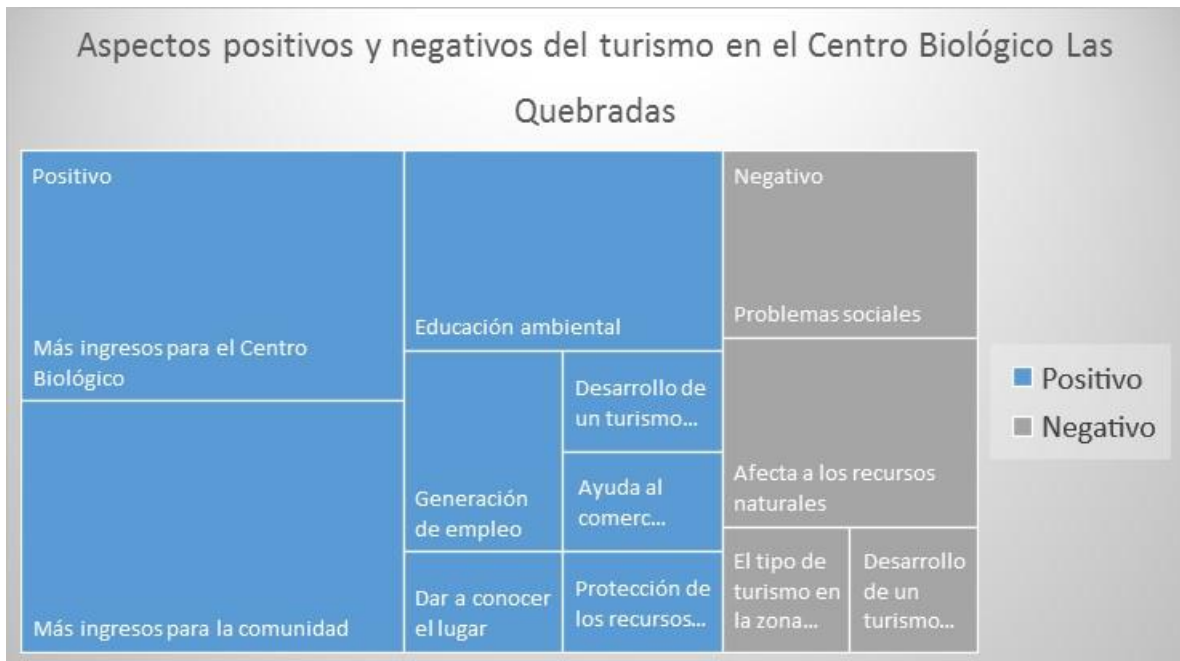 Aspectos positivos y negativos del turismo en el Centro Biológico Las
Quebradas
Positivo
Más ingresos para el Centro
Biológico
Más ingresos para la comunidad
Educación ambiental
Generación
de empleo
Desarrollo de
un turismo...
Ayuda al
comerc...
Dar a conocer
el lugar
Protección de
los recursos...
Negativo
Problemas sociales
Afecta a los recursos
naturales
El tipo de
turismo en
la zona...
Desarrollo
de un
turismo...
Positivo
Negativo